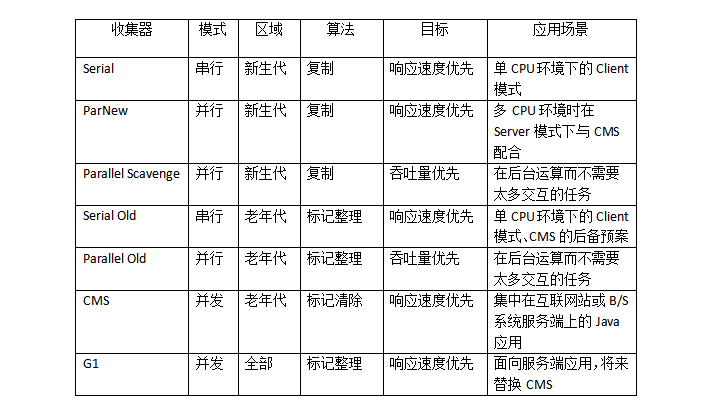 收集器 模式 区域 算法 目标 应用场景
Serial 串行 新生代 复制 响应速度优先 单 CPU 环境下的 Client
模式
ParNew 并行 新生代 复制 响应速度优先 多 CPU 环境时在
Server 模式下与 CMS
配合
Parallel Scavenge 并行 新生代 复制 吞吐量优先 在后台运算而不需要
太多交互的任务
Serial Old 串行 老年代 标记整理 响应速度优先 单 CPU 环境下的 Client
模式、CMS 的后备预案
Parallel Old 并行 老年代 标记整理 吞吐量优先 在后台运算而不需要
太多交互的任务
CMS 并发 老年代 标记清除 响应速度优先 集中在互联网站或 B/S
系统服务端上的 Java
应用
G1 并发 全部 标记整理 响应速度优先 面向服务端应用，将来
替换 CMS